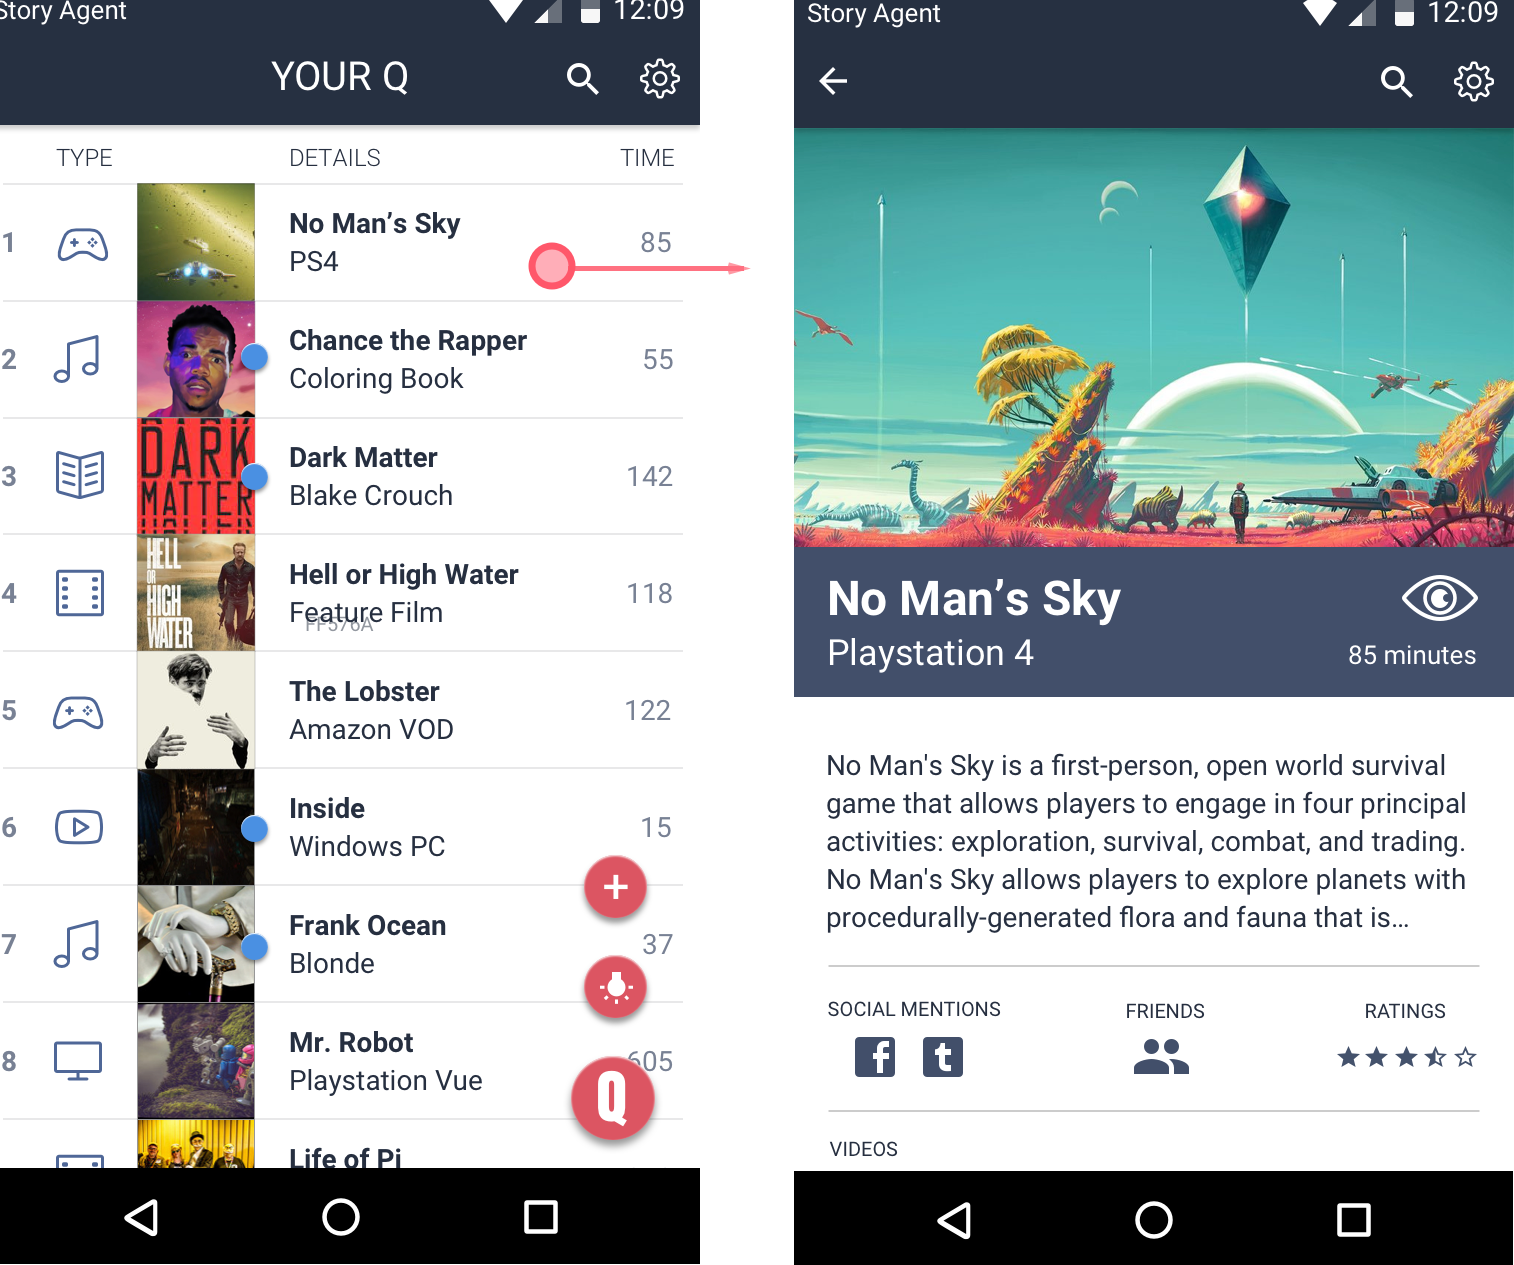 Story Agent
12:09
YOUR Q
TYPE
DETAILS
TIME
1
No Man’s Sky
PS4
85
2
Chance the Rapper
Coloring Book
55
3
DARK
MATTER
Dark Matter
Blake Crouch
142
4
HELL
OR
HIGH
WATER
Hell or High Water
Feature Film
FF576A
118
5
The Lobster
Amazon VOD
122
6
Inside
Windows PC
15
7
Frank Ocean
Blonde
37
8
Mr. Robot
Playstation Vue
605
Q
Life of Pi
Story Agent
12:09
No Man’s Sky
Playstation 4
85 minutes
No Man's Sky is a first-person, open world survival
game that allows players to engage in four principal
activities: exploration, survival, combat, and trading.
No Man's Sky allows players to explore planets with
procedurally-generated flora and fauna that is…
SOCIAL MENTIONS
FRIENDS
RATINGS
f
t
VIDEOS